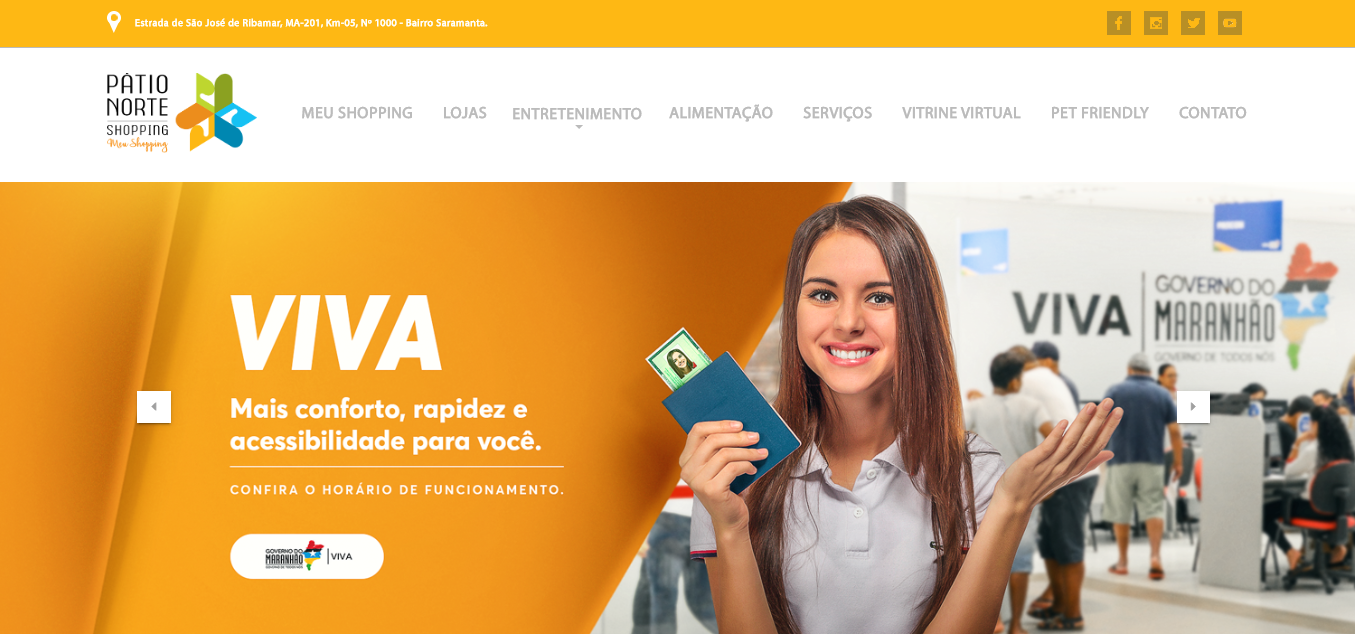 Estrada de São José de Ribamar, MA-201, Km-05, Nº 1000 - Bairro Saramanta.
PÁTIO
NORTE
SHOPPING
Meu Shopping
MEU SHOPPING
LOJAS
ENTRETENIMENTO
ALIMENTAÇÃO
SERVIÇOS
VITRINE VIRTUAL
PET FRIENDLY
CONTATO
VIVA
Mais conforto, rapidez e
acessibilidade para você.
CONFIRA O HORÁRIO DE FUNCIONAMENTO.
GOVERNO DO
MARANHÃO
GOVERNO DE TODOS NÓS
VIVA
VIVA
GOVERNO DO
MARANHÃO
GOVERNO DE TODOS NÓS